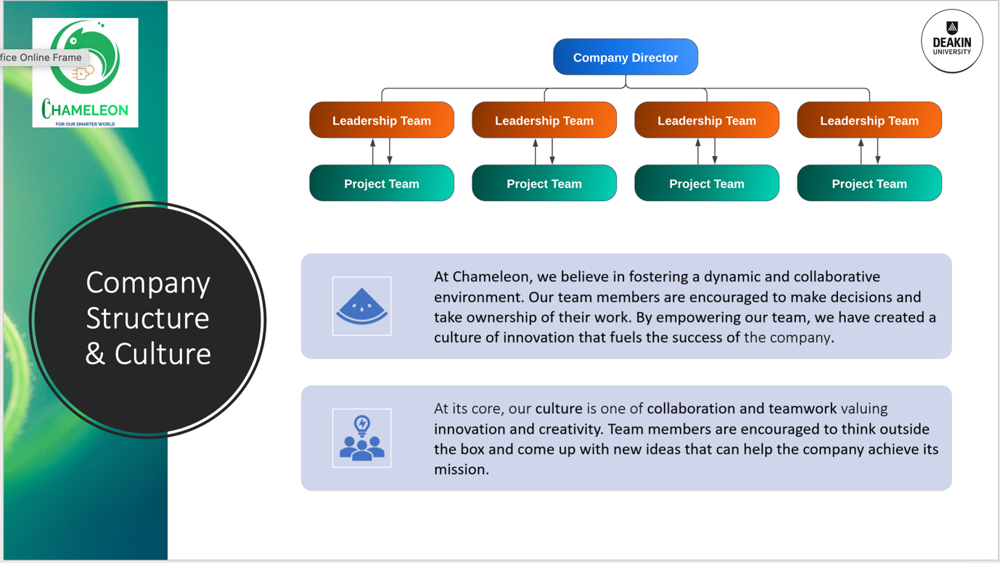 fice Online Frame
CHAMELEON
FOR OUR SMARTER WORLD
DEAKIN
UNIVERSITY
Company Director
Leadership Team Leadership Team Leadership Team Leadership Team
Project Team Project Team Project Team Project Team
Company
Structure
& Culture
At Chameleon, we believe in fostering a dynamic and collaborative
environment. Our team members are encouraged to make decisions and
take ownership of their work. By empowering our team, we have created a
culture of innovation that fuels the success of the company.
At its core, our culture is one of collaboration and teamwork valuing
innovation and creativity. Team members are encouraged to think outside
the box and come up with new ideas that can help the company achieve its
mission.